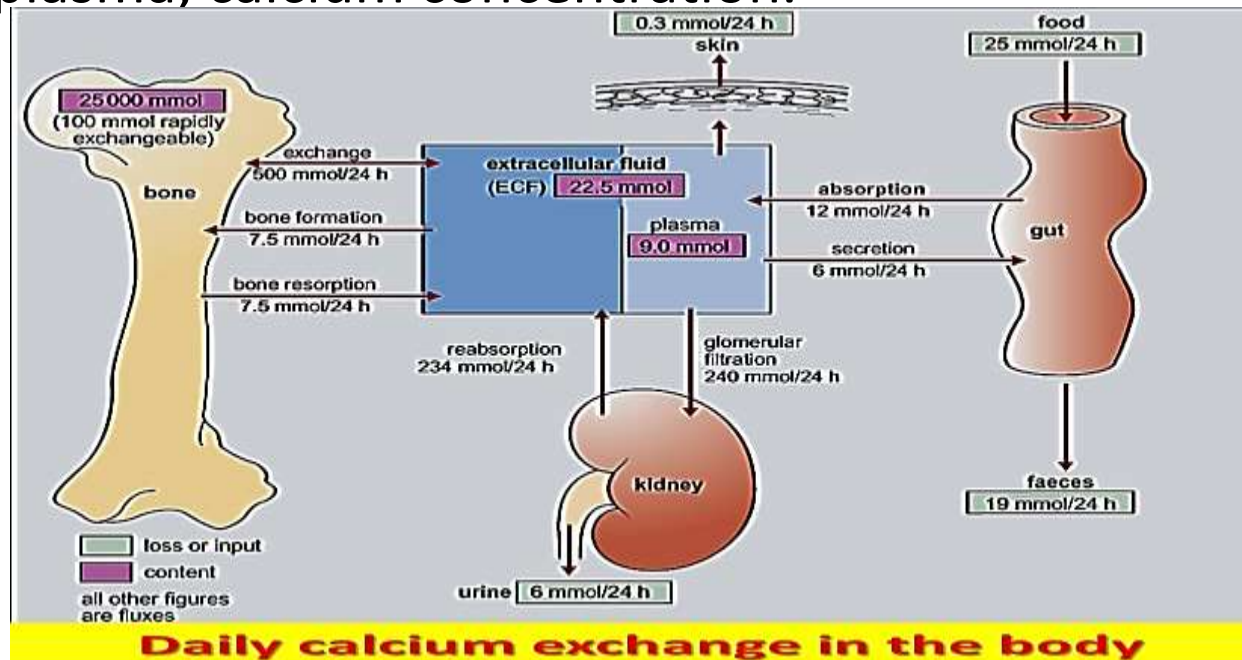 plasma, calcium concentration.
0.3 mmol/24 h
skin
food
25 mmol/24 h
25 000 mmol
(100 mmol rapidly
exchangeable)
bone
exchange
500 mmol/24 h
bone formation
7.5 mmol/24 h
bone resorption
7.5 mmol/24 h
extracellular fluid
(ECF) 22.5 mmol
plasma
9.0 mmol
absorption
12 mmol/24 h
secretion
6 mmol/24 h
gut
reabsorption
234 mmol/24 h
glomerular
filtration
240 mmol/24 h
kidney
faeces
19 mmol/24 h
urine 6 mmol/24 h
loss or input
content
all other figures
are fluxes
Daily calcium exchange in the body